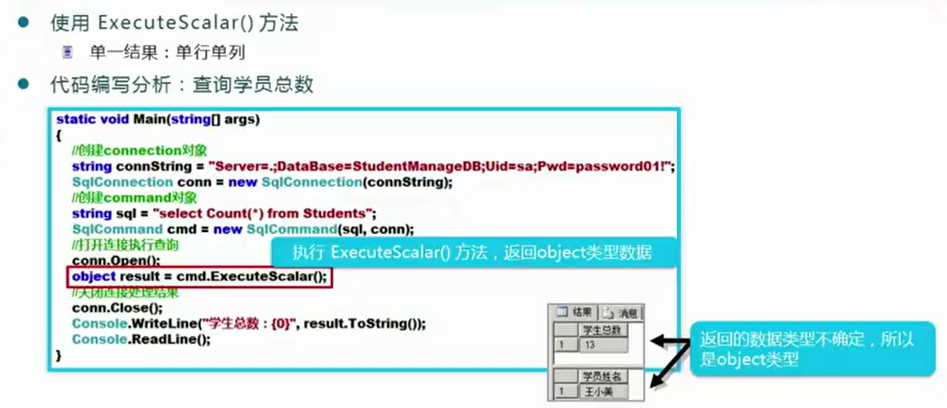 使用 ExecuteScalar() 方法
单一结果：单行单列
代码编写分析：查询学员总数
static void Main(string[] args)
{
//创建connection对象
string connString = "Server=.;DataBase=StudentManageDB;Uid=sa;Pwd=password01!";
SqlConnection conn = new SqlConnection(connString);
//创建command对象
string sql = "select Count(*) from Students";
SqlCommand cmd = new SqlCommand(sql, conn);
//打开连接执行查询
执行 ExecuteScalar() 方法，返回object类型数据
conn.Open();
object result = cmd.ExecuteScalar();
//关闭连接处理结果
conn.Close();
Console.WriteLine("学生总数：{0}", result.ToString());
Console.ReadLine();
}
结果 消息
学生总数
1 13
学员姓名
1 王小美
返回的数据类型不确定，所以
是object类型